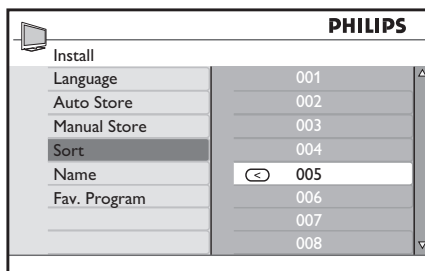 PHILIPS
Install
Language 001
Auto Store 002
Manual Store 003
Sort 004
Name < 005
Fav. Program 006
007
008